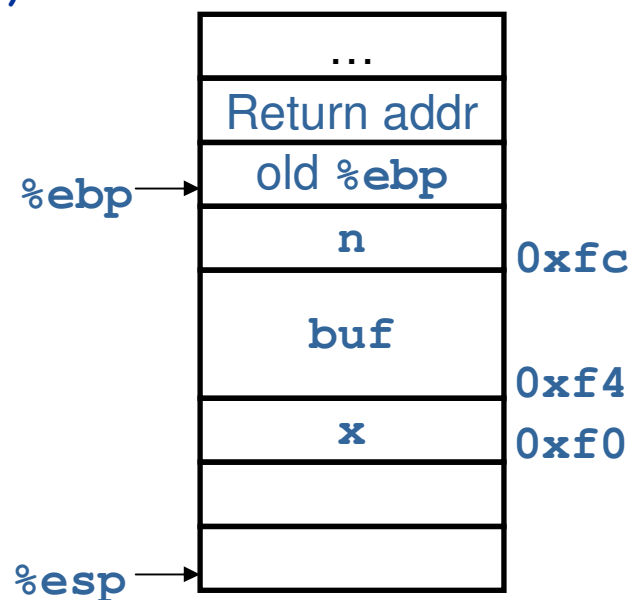 ...
Return addr
old %ebp
%ebp
n
0xfc
buf
0xf4
x
0xf0
%esp